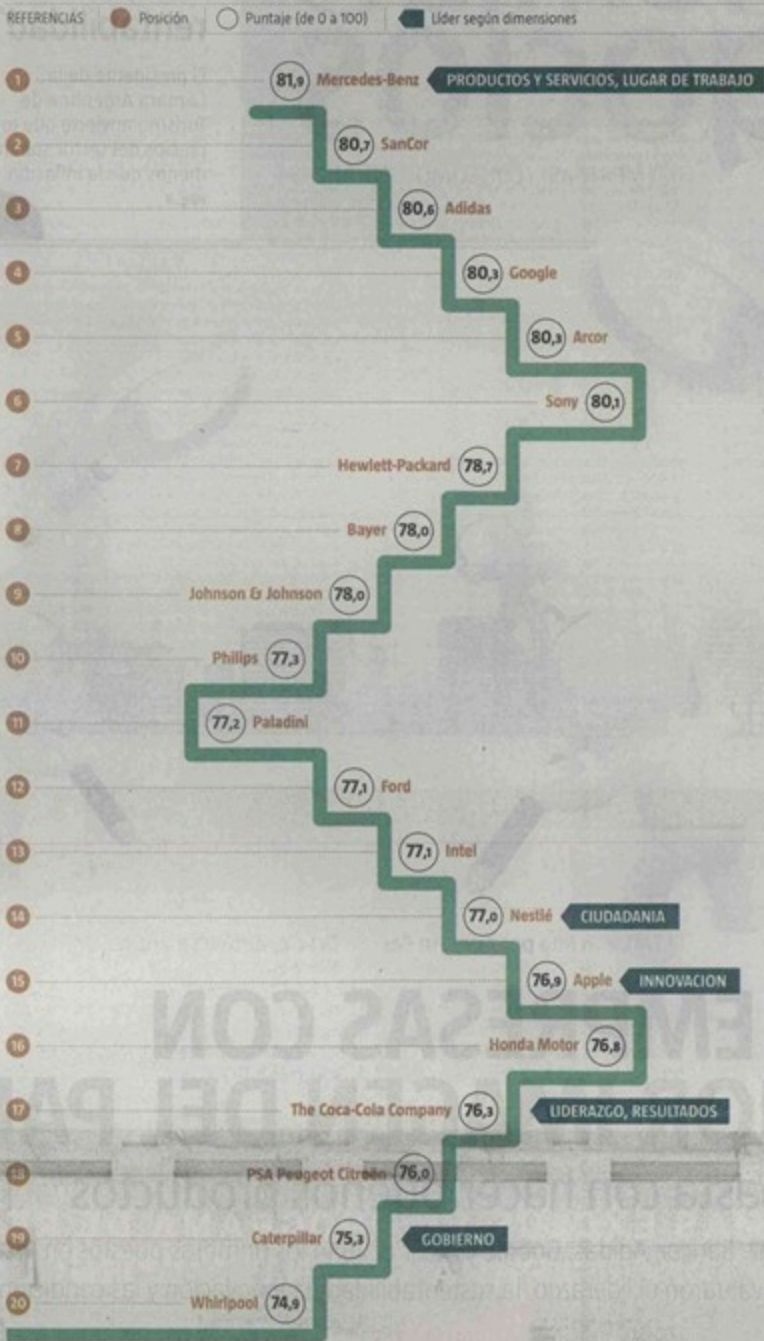 REFERENCIAS Posición Puntaje (de 0 a 100) Líder según dimensiones
1 81,9 Mercedes-Benz PRODUCTOS Y SERVICIOS, LUGAR DE TRABAJO
2 80,7 SanCor
3 80,6 Adidas
4 80,3 Google
5 80,3 Arcor
6 Sony 80,1
7 Hewlett-Packard 78,7
8 Bayer 78,0
9 Johnson & Johnson 78,0
10 Philips 77,3
11 77,2 Paladini
12 77,1 Ford
13 77,1 Intel
14 77,0 Nestlé CIUDADANIA
15 76,9 Apple INNOVACION
16 Honda Motor 76,8
17 The Coca-Cola Company 76,3 LIDERAZGO, RESULTADOS
18 PSA Peugeot Citroën 76,0
19 Caterpillar 75,3 GOBIERNO
20 Whirlpool 74,9